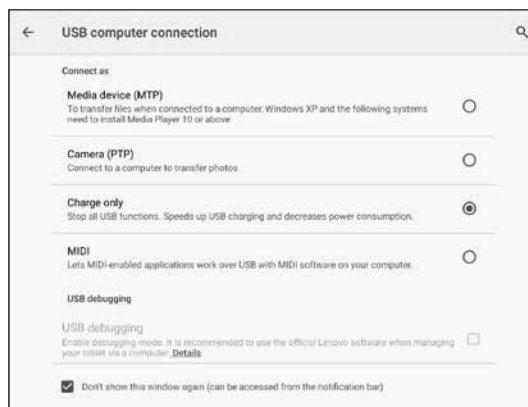 USB computer connection
Connect as
Media device (MTP)
To transfer files when connected to a computer. Windows XP and the following systems
need to install Media Player 10 or above
Camera (PTP)
Connect to a computer to transfer photos
Charge only
Stop all USB functions. Speeds up USB charging and decreases power consumption.
MIDI
Lets MIDI-enabled applications work over USB with MIDI software on your computer.
USB debugging
USB debugging
Enable debugging mode. It is recommended to use the official Lenovo software when managing
your tablet via a computer. Details
Don't show this window again (can be accessed from the notification bar)